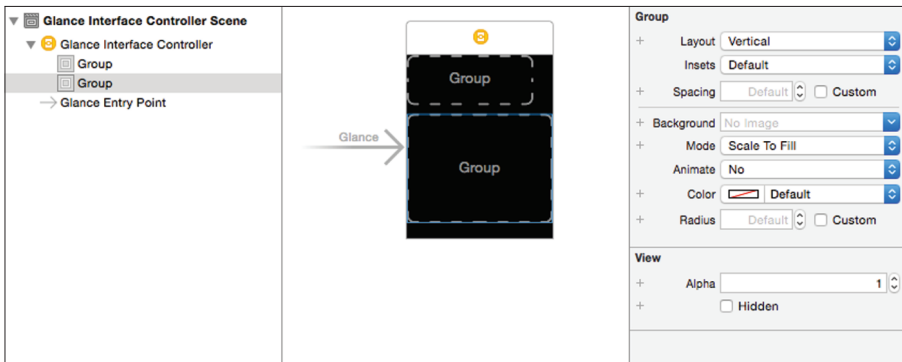 Glance Interface Controller Scene
Glance Interface Controller
Group
Group
Glance Entry Point
Glance
Group
Group
Group
+ Layout Vertical
Insets Default
+ Spacing Default Custom
+ Background No Image
+ Mode Scale To Fill
Animate No
+ Color Default
+ Radius Default Custom
View
+ Alpha 1
+ Hidden